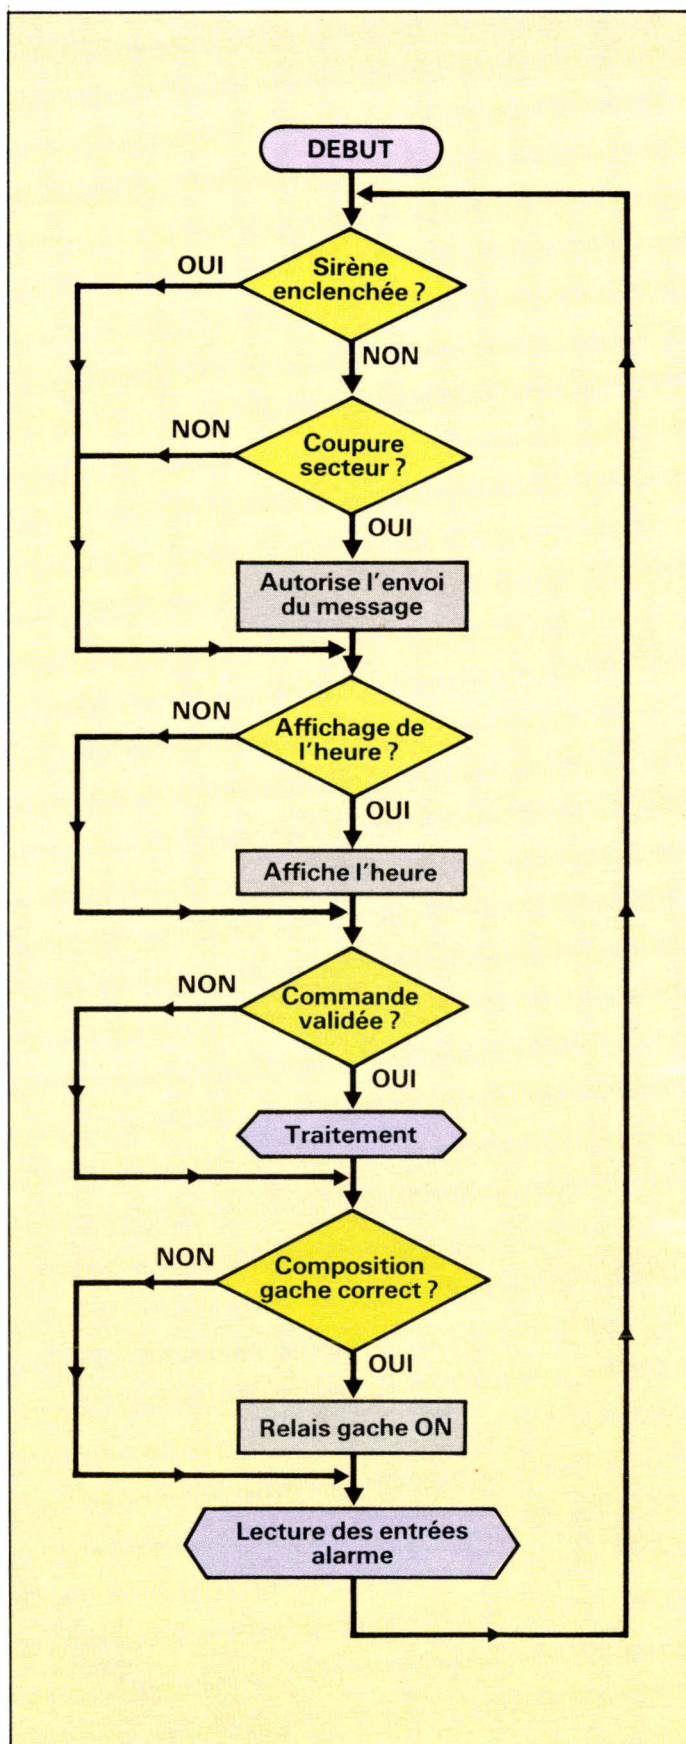 DEBUT
OUI
Sirène
enclenchée ?
NON
NON
Coupure
secteur ?
OUI
Autorise l'envoi
du message
NON
Affichage de
l'heure ?
OUI
Affiche l'heure
NON
Commande
validée ?
OUI
Traitement
NON
Composition
gache correct ?
OUI
Relais gache ON
Lecture des entrées
alarme